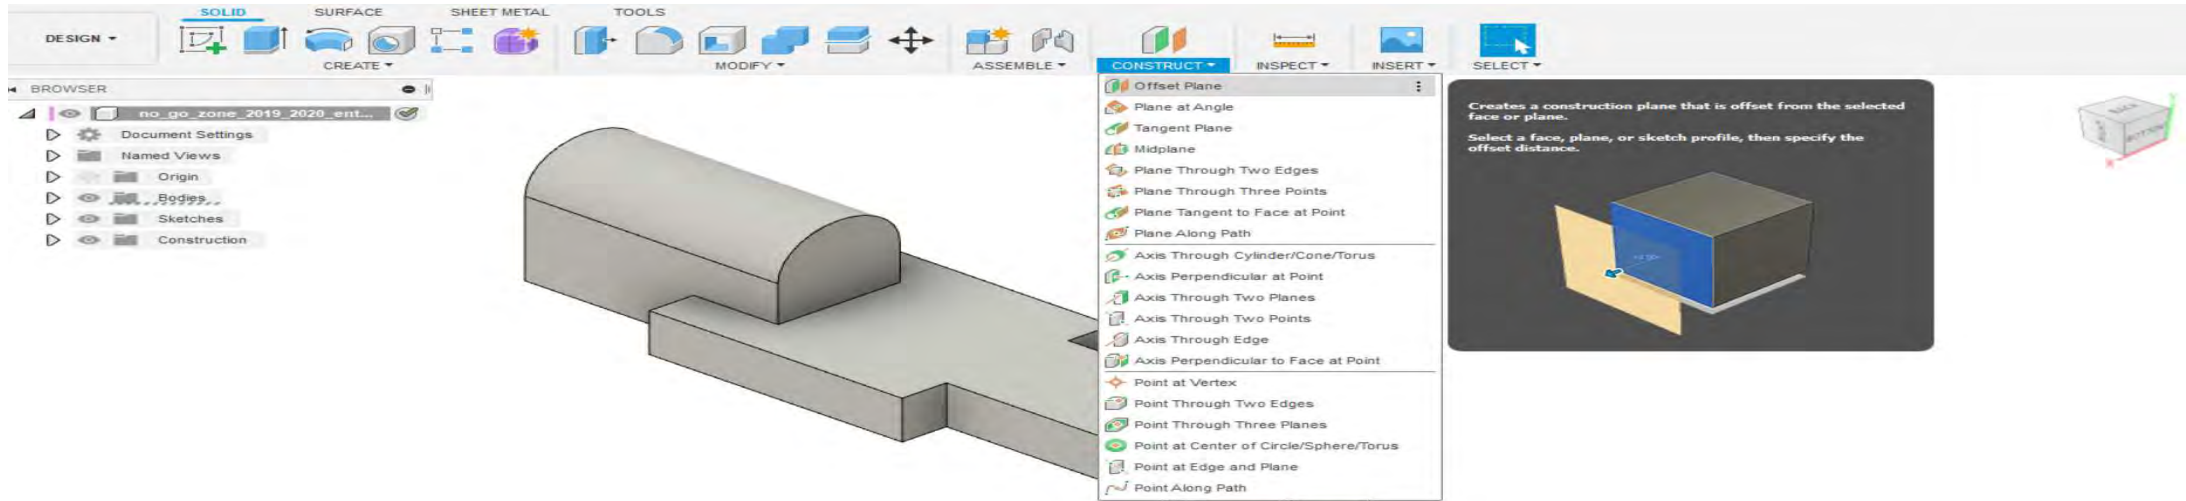 SOLID SURFACE SHEET METAL TOOLS
DESIGN
CREATE MODIFY ASSEMBLE CONSTRUCT INSPECT INSERT SELECT
BROWSER
no_go_zone_2019_2020_ent...
Document Settings
Named Views
Origin
Bodies
Sketches
Construction
Offset Plane
Plane at Angle
Tangent Plane
Midplane
Plane Through Two Edges
Plane Through Three Points
Plane Tangent to Face at Point
Plane Along Path
Axis Through Cylinder/Cone/Torus
Axis Perpendicular at Point
Axis Through Two Planes
Axis Through Two Points
Axis Through Edge
Axis Perpendicular to Face at Point
Point at Vertex
Point Through Two Edges
Point Through Three Planes
Point at Center of Circle/Sphere/Torus
Point at Edge and Plane
Point Along Path
Creates a construction plane that is offset from the selected
face or plane.
Select a face, plane, or sketch profile, then specify the
offset distance.
BACK
BOTTOM